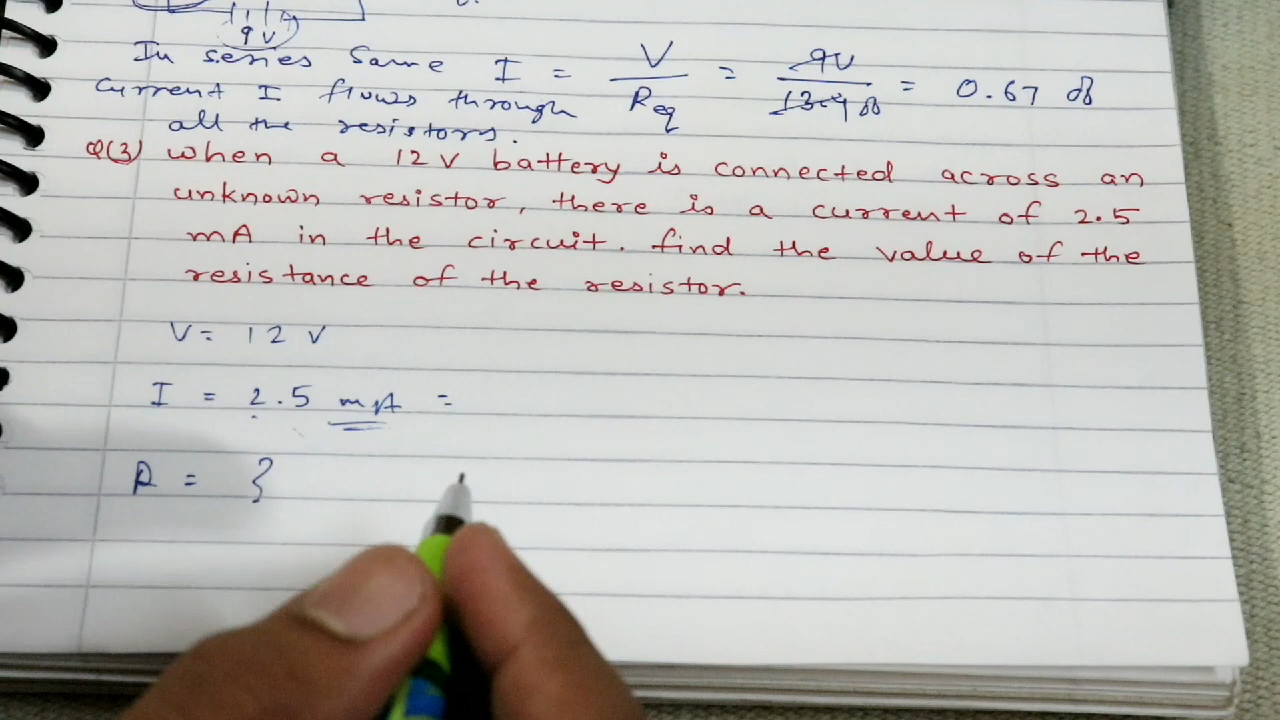 9V
In series same I = V / Req = 9V / 13.4 Ω = 0.67 Ω
current I flows through
all the resistors.
Q(3) when a 12 V battery is connected across an
unknown resistor, there is a current of 2.5
mA in the circuit. find the value of the
resistance of the resistor.
V = 12 V
I = 2.5 mA =
R = ?